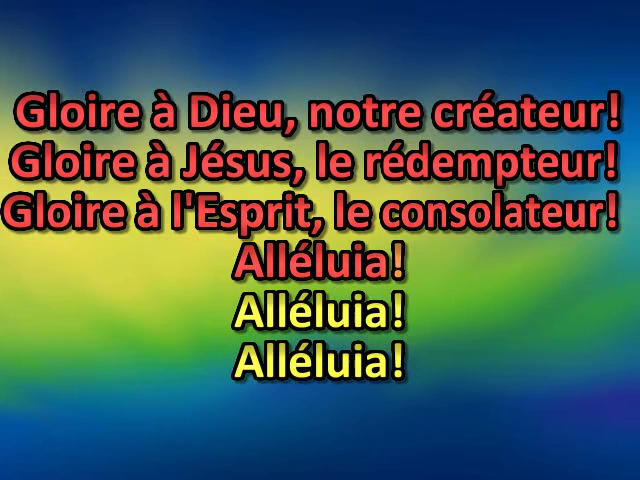 Gloire à Dieu, notre créateur!
Gloire à Jésus, le rédempteur!
Gloire à l'Esprit, le consolateur!
Alléluia!
Alléluia!
Alléluia!